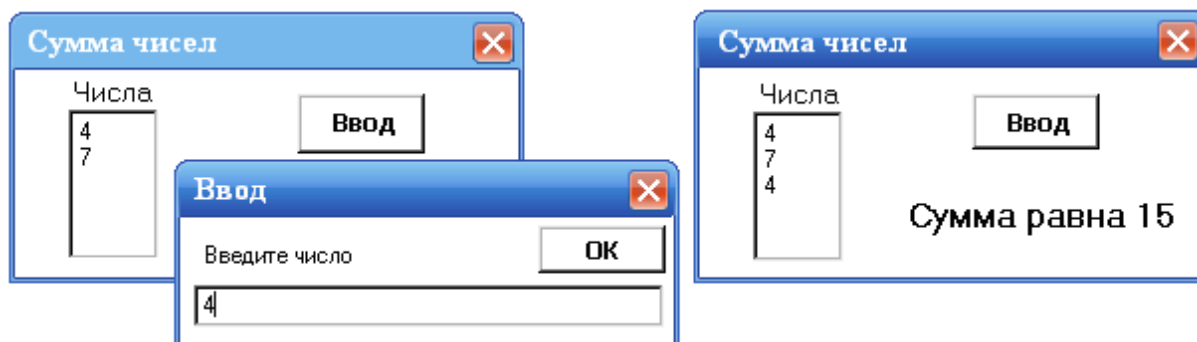 Сумма чисел
Числа
4
7
Ввод
Ввод
Введите число
ОК
4
Сумма чисел
Числа
4
7
4
Ввод
Сумма равна 15